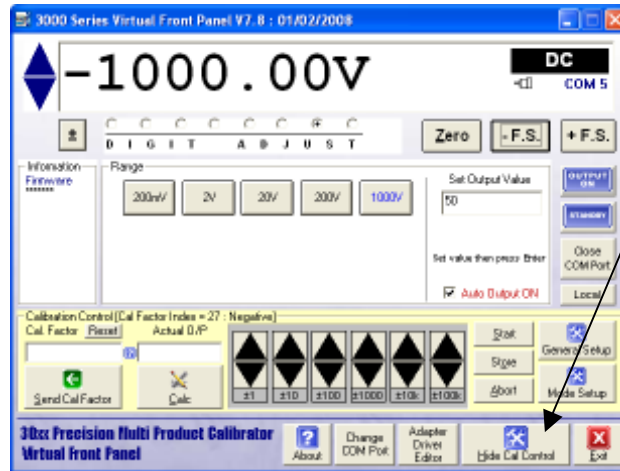 3000 Series Virtual Front Panel V7.8 : 01/02/2008
-1000.00V
DC
COM 5
±
DIGIT ADJUST
Zero
- F.S.
+ F.S.
Information
Firmware
Range
200mV
2V
20V
200V
1000V
Set Output Value
50
Set value then press Enter
Auto Output ON
OUTPUT ON
STANDBY
Close COM Port
Local
Calibration Control (Cal Factor Index = 27 : Negative)
Cal. Factor
Reset
Actual O/P
Send Cal Factor
Calc
±1
±10
±100
±1000
±10k
±100k
Start
Store
Abort
General Setup
Mode Setup
30xx Precision Multi Product Calibrator
Virtual Front Panel
About
Change COM Port
Adapter Driver Editor
Hide Cal Control
Exit